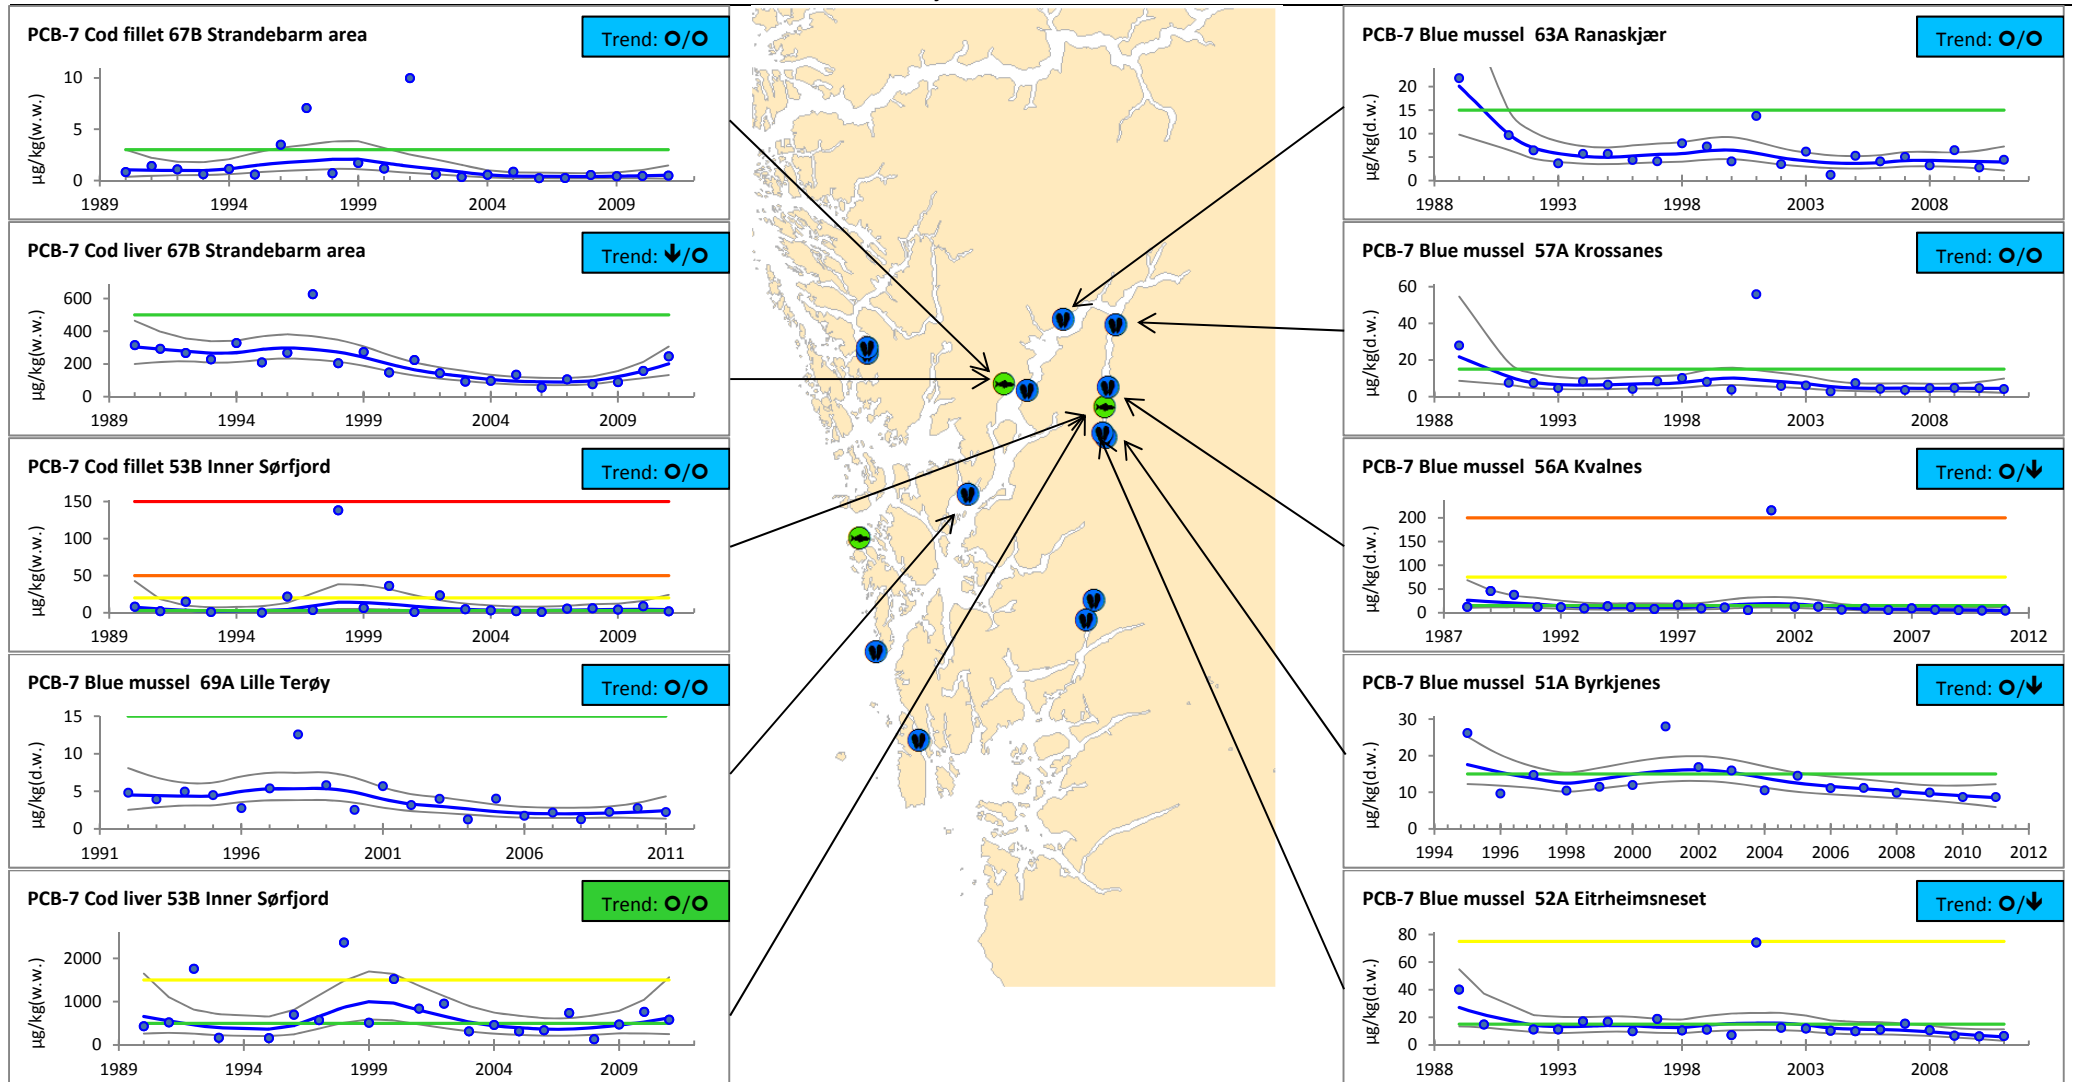 PCB-7 Cod fillet 67B Strandebarm area
Trend: O/O
µg/kg(w.w.)
10
5
0
1989 1994 1999 2004 2009
PCB-7 Cod liver 67B Strandebarm area
Trend: 🡻/O
µg/kg(w.w.)
600
400
200
0
1989 1994 1999 2004 2009
PCB-7 Cod fillet 53B Inner Sørfjord
Trend: O/O
µg/kg(w.w.)
150
100
50
0
1989 1994 1999 2004 2009
PCB-7 Blue mussel 69A Lille Terøy
Trend: O/O
µg/kg(d.w.)
15
10
5
0
1991 1996 2001 2006 2011
PCB-7 Cod liver 53B Inner Sørfjord
Trend: O/O
µg/kg(w.w.)
2000
1000
0
1989 1994 1999 2004 2009
PCB-7 Blue mussel 63A Ranaskjær
Trend: O/O
µg/kg(d.w.)
20
15
10
5
0
1988 1993 1998 2003 2008
PCB-7 Blue mussel 57A Krossanes
Trend: O/O
µg/kg(d.w.)
60
40
20
0
1988 1993 1998 2003 2008
PCB-7 Blue mussel 56A Kvalnes
Trend: O/🡻
µg/kg(d.w.)
200
150
100
50
0
1987 1992 1997 2002 2007 2012
PCB-7 Blue mussel 51A Byrkjenes
Trend: O/🡻
µg/kg(d.w.)
30
20
10
0
1994 1996 1998 2000 2002 2004 2006 2008 2010 2012
PCB-7 Blue mussel 52A Eitrheimsneset
Trend: O/🡻
µg/kg(d.w.)
80
60
40
20
0
1988 1993 1998 2003 2008